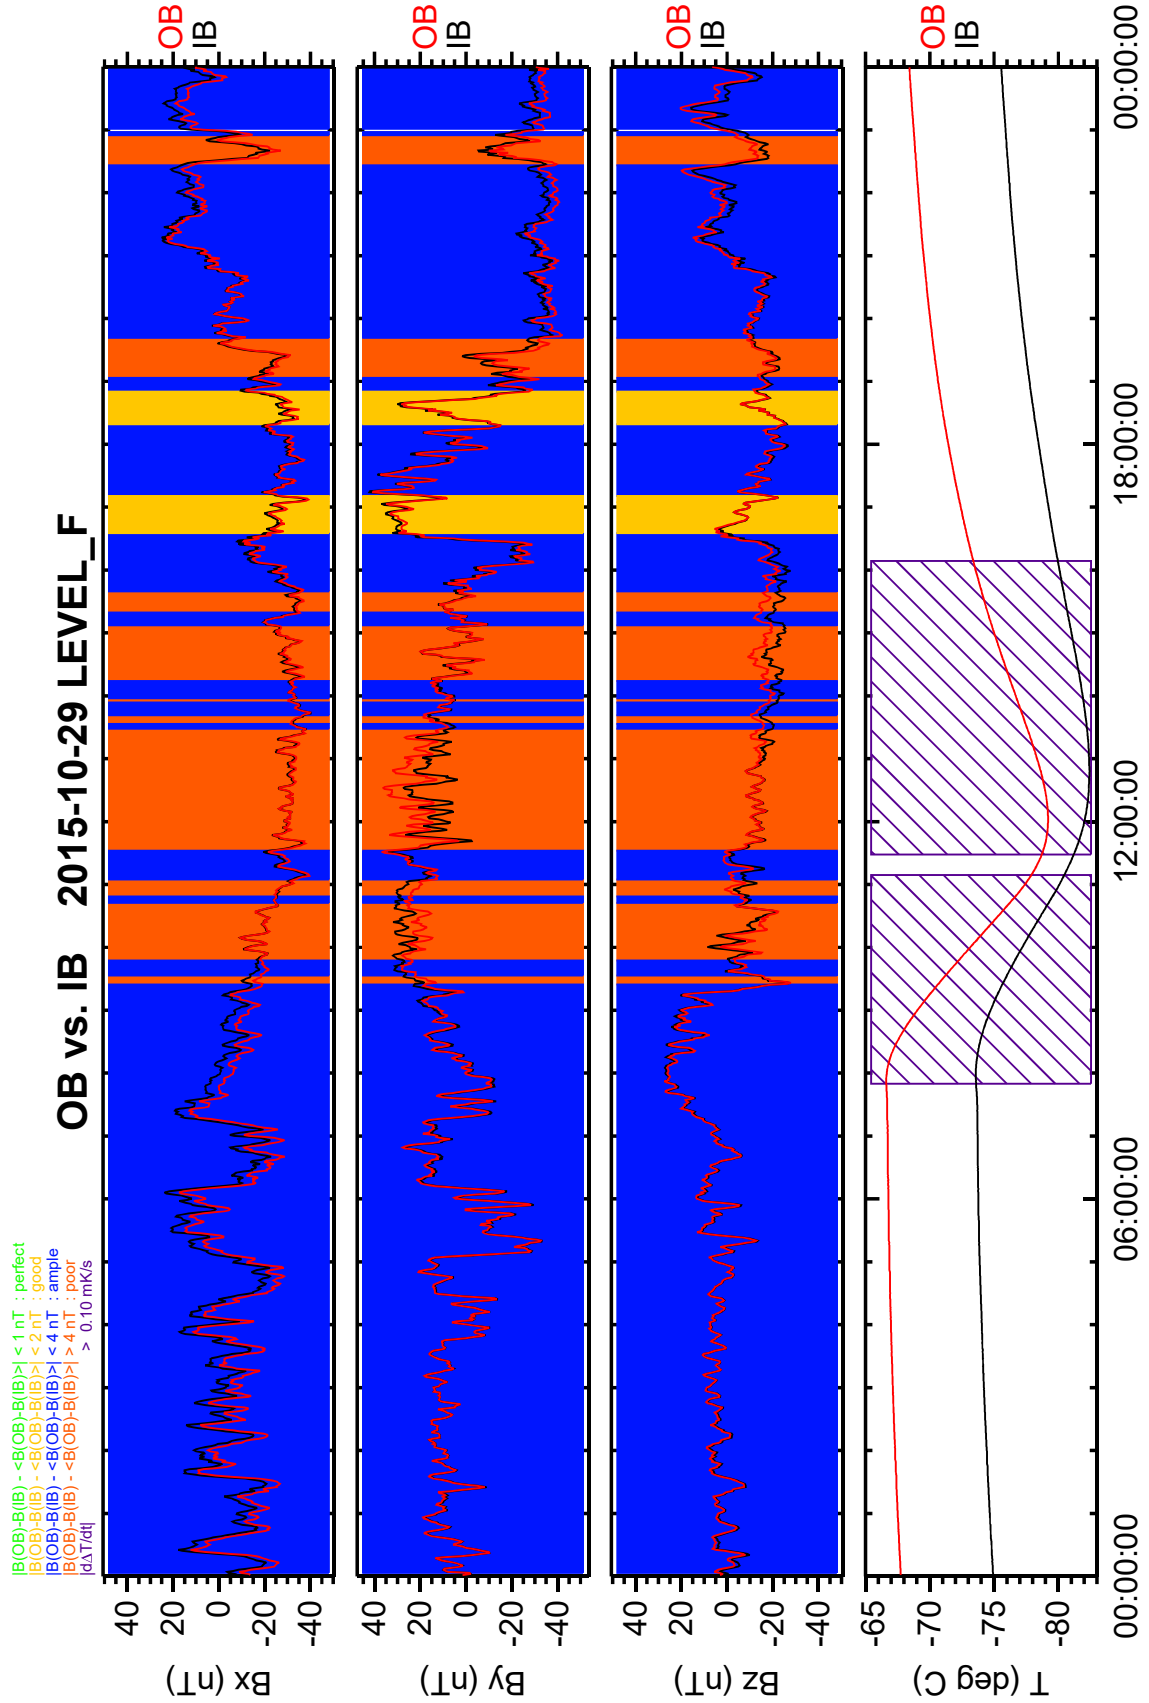 OB vs. IB 2015-10-29 LEVEL_F
|B(OB)-B(IB) - <B(OB)-B(IB)>| < 1 nT : perfect
|B(OB)-B(IB) - <B(OB)-B(IB)>| < 2 nT : good
|B(OB)-B(IB) - <B(OB)-B(IB)>| < 4 nT : ample
|B(OB)-B(IB) - <B(OB)-B(IB)>| > 4 nT : poor
|dΔT/dt| > 0.10 mK/s
Bx (nT)
40
20
0
-20
-40
OB
IB
By (nT)
40
20
0
-20
-40
OB
IB
Bz (nT)
40
20
0
-20
-40
OB
IB
T (deg C)
-65
-70
-75
-80
OB
IB
00:00:00 06:00:00 12:00:00 18:00:00 00:00:00